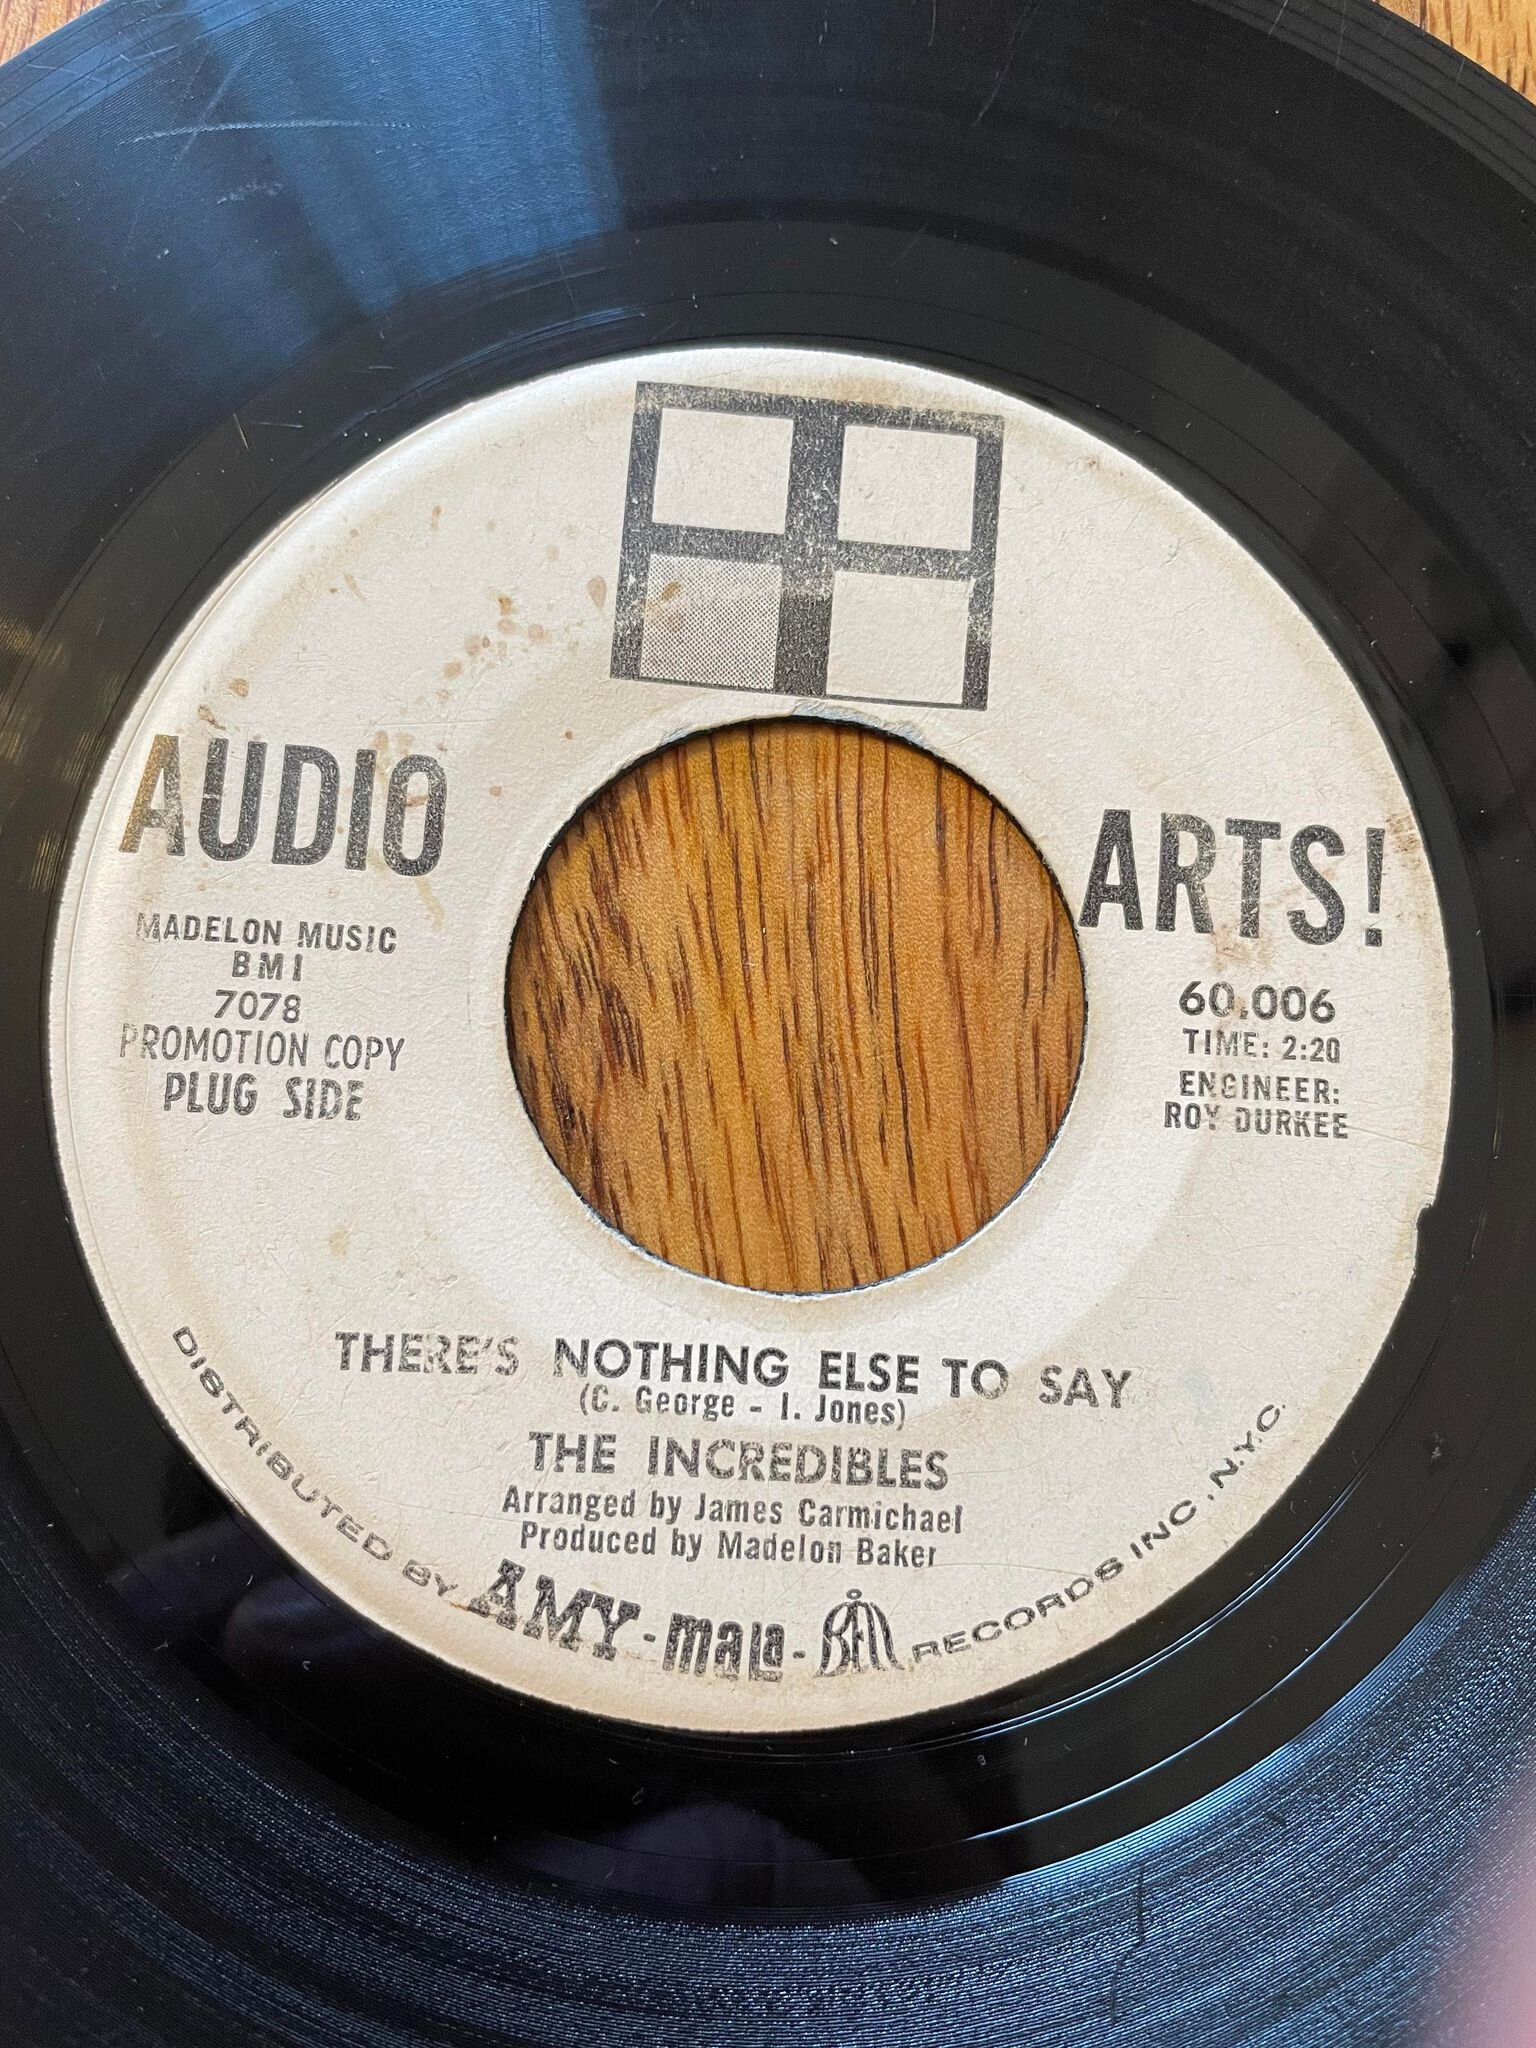 AUDIO ARTS!
MADELON MUSIC
BMI
7078
PROMOTION COPY
PLUG SIDE
60,006
TIME: 2:20
ENGINEER:
ROY DURKEE
THERE'S NOTHING ELSE TO SAY
(C. George - I. Jones)
THE INCREDIBLES
Arranged by James Carmichael
Produced by Madelon Baker
DISTRIBUTED BY AMY-mala-BELL RECORDS INC., N.Y.C.